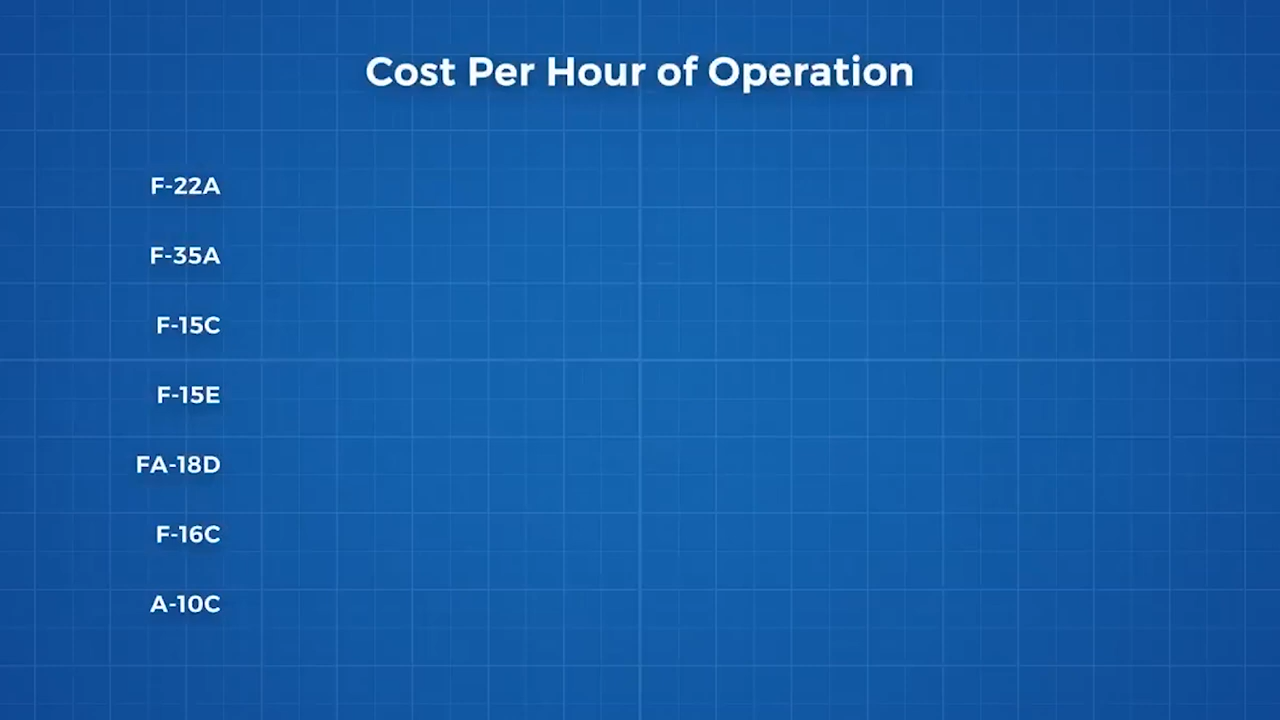 Cost Per Hour of Operation
F-22A
F-35A
F-15C
F-15E
FA-18D
F-16C
A-10C